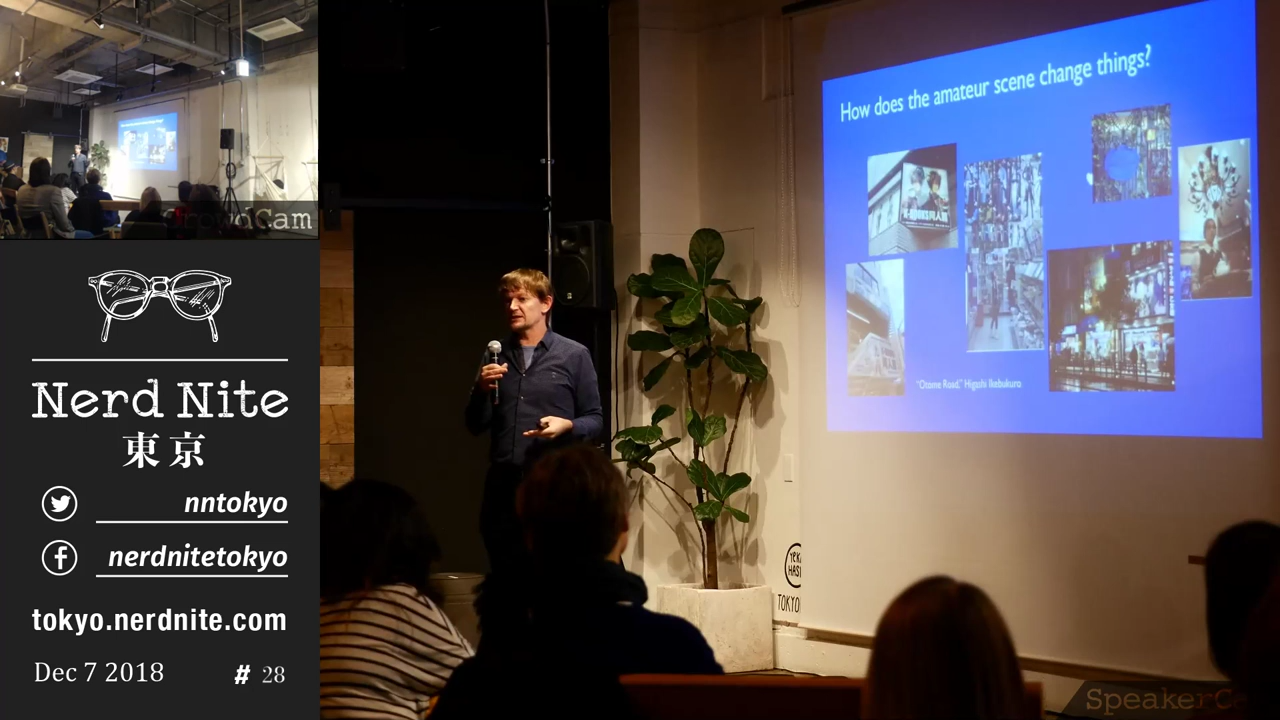 Nerd Nite
東京
nntokyo
nerdnitetokyo
tokyo.nerdnite.com
Dec 7 2018
# 28
How does the amateur scene change things?
"Otome Road," Higashi Ikebukuro
TOKYO